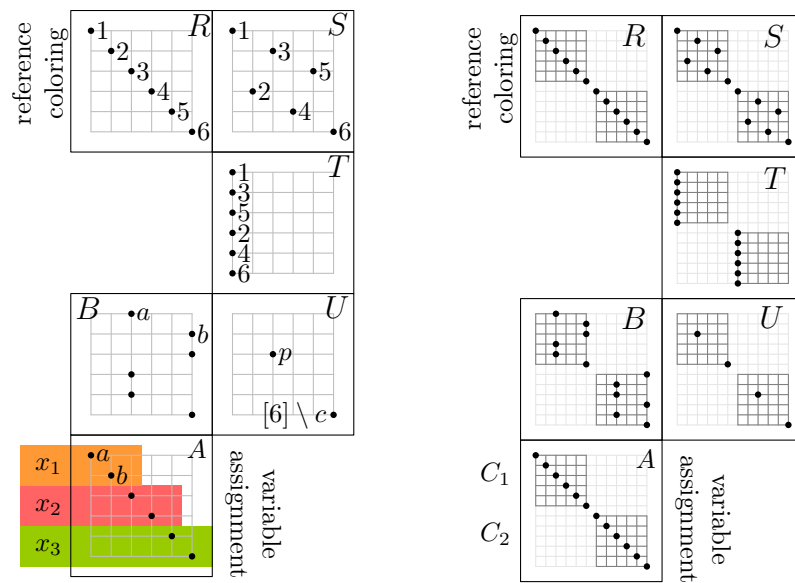 reference
coloring
R
1
2
3
4
5
6
S
1
3
5
2
4
6
T
1
3
5
2
4
6
B
a
b
U
p
[6] \ c
x₁
x₂
x₃
A
a
b
variable
assignment
reference
coloring
R
S
T
B
U
C₁
C₂
A
variable
assignment